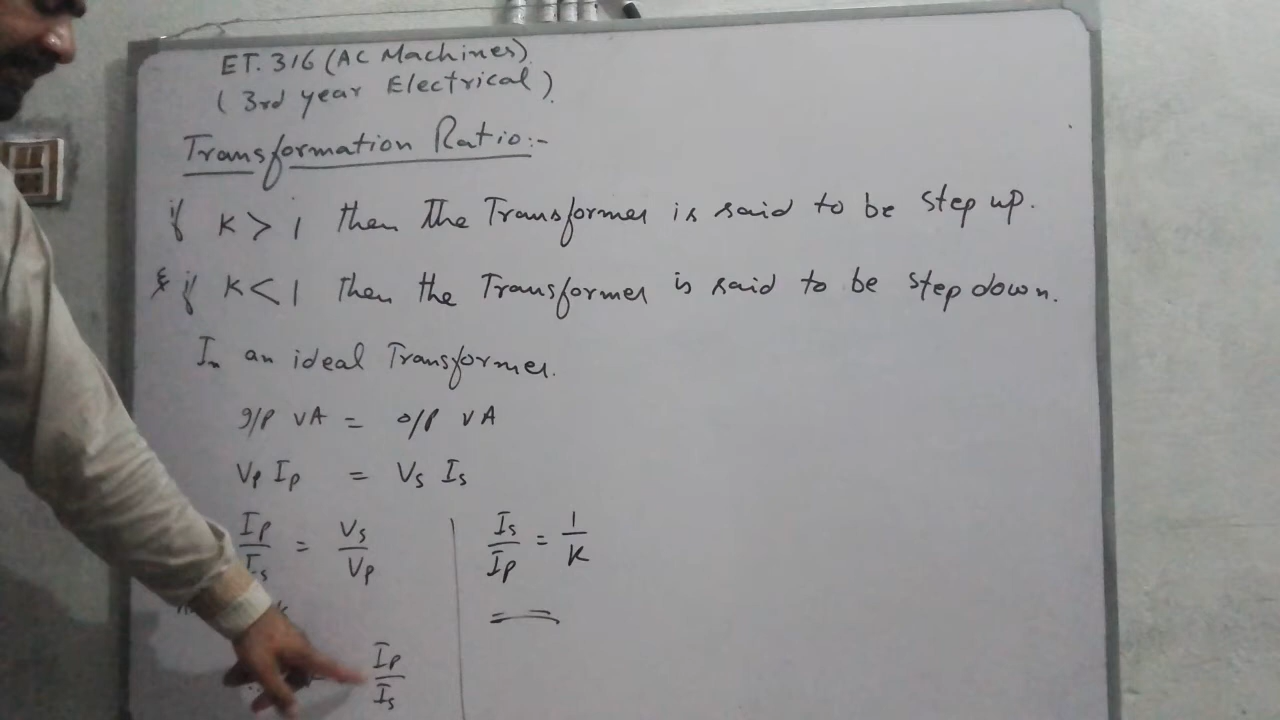 ET.316 (AC Machines)
(3rd year Electrical)
Transformation Ratio:-
if K > 1 then the Transformer is said to be step up.
& if K < 1 then the Transformer is said to be step down.
In an ideal Transformer.
I/P VA = O/P VA
Vp Ip = Vs Is
Ip/Is = Vs/Vp
Ip/Is
Is/Ip = 1/K